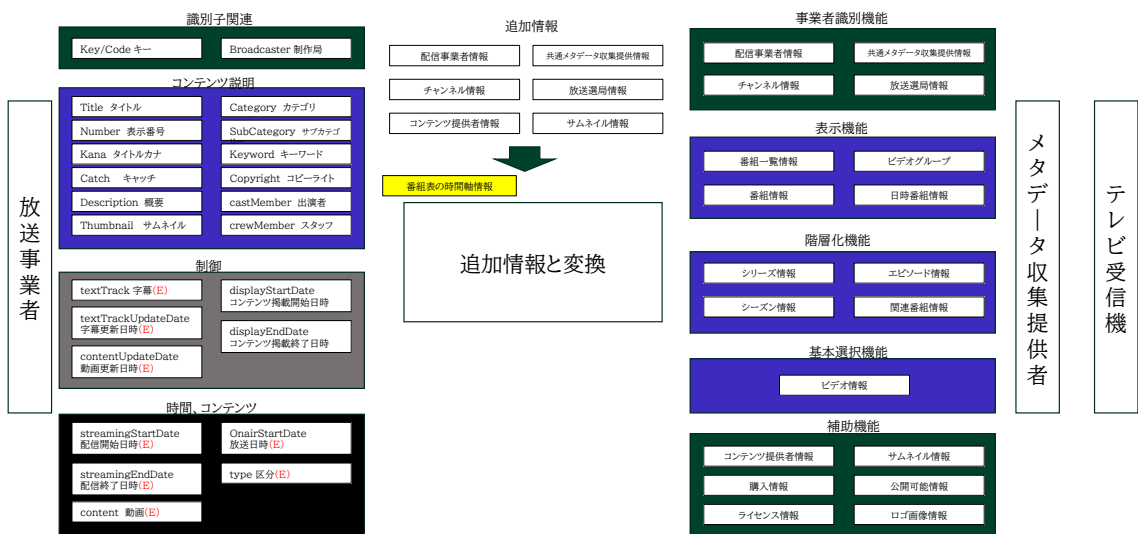 放送事業者
識別子関連
Key/Code キー
Broadcaster 制作局
コンテンツ説明
Title タイトル
Category カテゴリ
Number 表示番号
SubCategory サブカテゴ
Kana タイトルカナ
Keyword キーワード
Catch キャッチ
Copyright コピーライト
Description 概要
castMember 出演者
Thumbnail サムネイル
crewMember スタッフ
制御
textTrack 字幕(E)
textTrackUpdateDate
字幕更新日時(E)
contentUpdateDate
動画更新日時(E)
displayStartDate
コンテンツ掲載開始日時
displayEndDate
コンテンツ掲載終了日時
時間、コンテンツ
streamingStartDate
配信開始日時(E)
streamingEndDate
配信終了日時(E)
content 動画(E)
OnairStartDate
放送日時(E)
type 区分(E)
追加情報
配信事業者情報
共通メタデータ収集提供情報
チャンネル情報
放送選局情報
コンテンツ提供者情報
サムネイル情報
番組表の時間軸情報
追加情報と変換
事業者識別機能
配信事業者情報
共通メタデータ収集提供情報
チャンネル情報
放送選局情報
表示機能
番組一覧情報
ビデオグループ
番組情報
日時番組情報
階層化機能
シリーズ情報
エピソード情報
シーズン情報
関連番組情報
基本選択機能
ビデオ情報
補助機能
コンテンツ提供者情報
サムネイル情報
購入情報
公開可能情報
ライセンス情報
ロゴ画像情報
メタデータ収集提供者
テレビ受信機